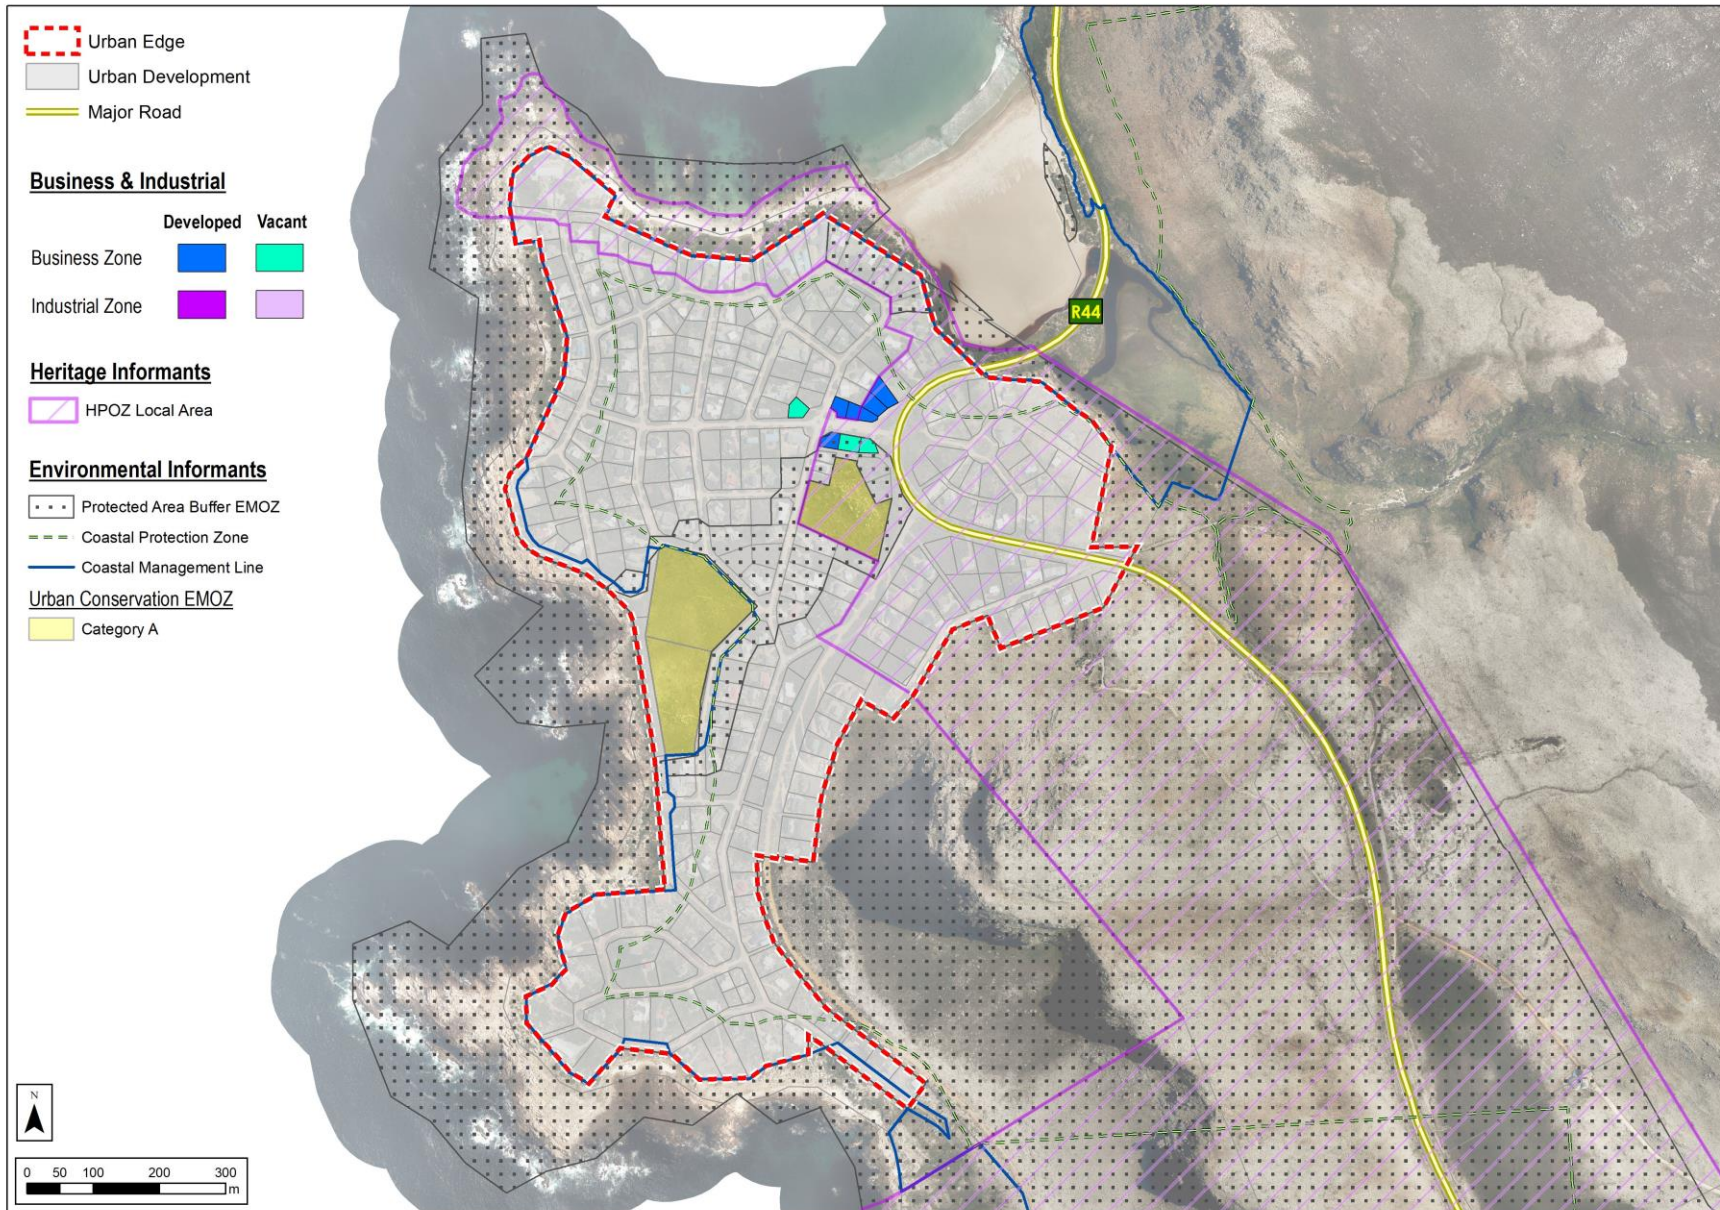 Urban Edge
Urban Development
Major Road
Business & Industrial
Developed Vacant
Business Zone
Industrial Zone
Heritage Informants
HPOZ Local Area
Environmental Informants
Protected Area Buffer EMOZ
Coastal Protection Zone
Coastal Management Line
Urban Conservation EMOZ
Category A
R44
N
0 50 100 200 300
m